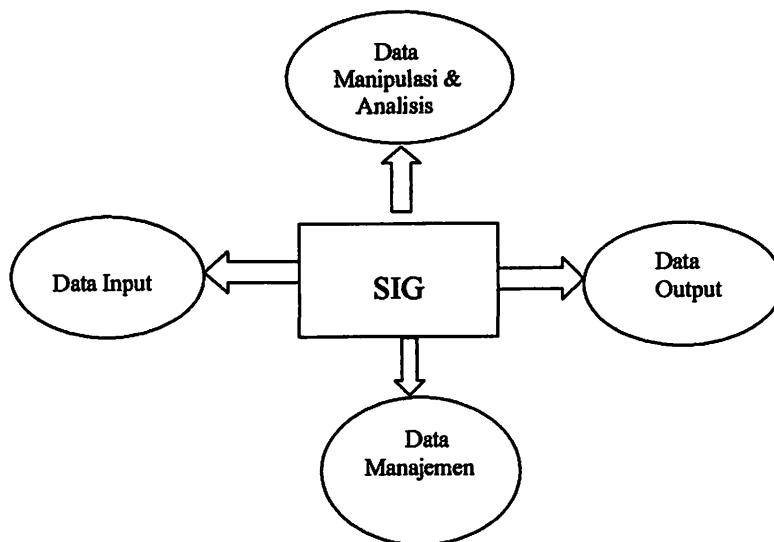 Data
Manipulasi &
Analisis
Data Input
SIG
Data
Output
Data
Manajemen